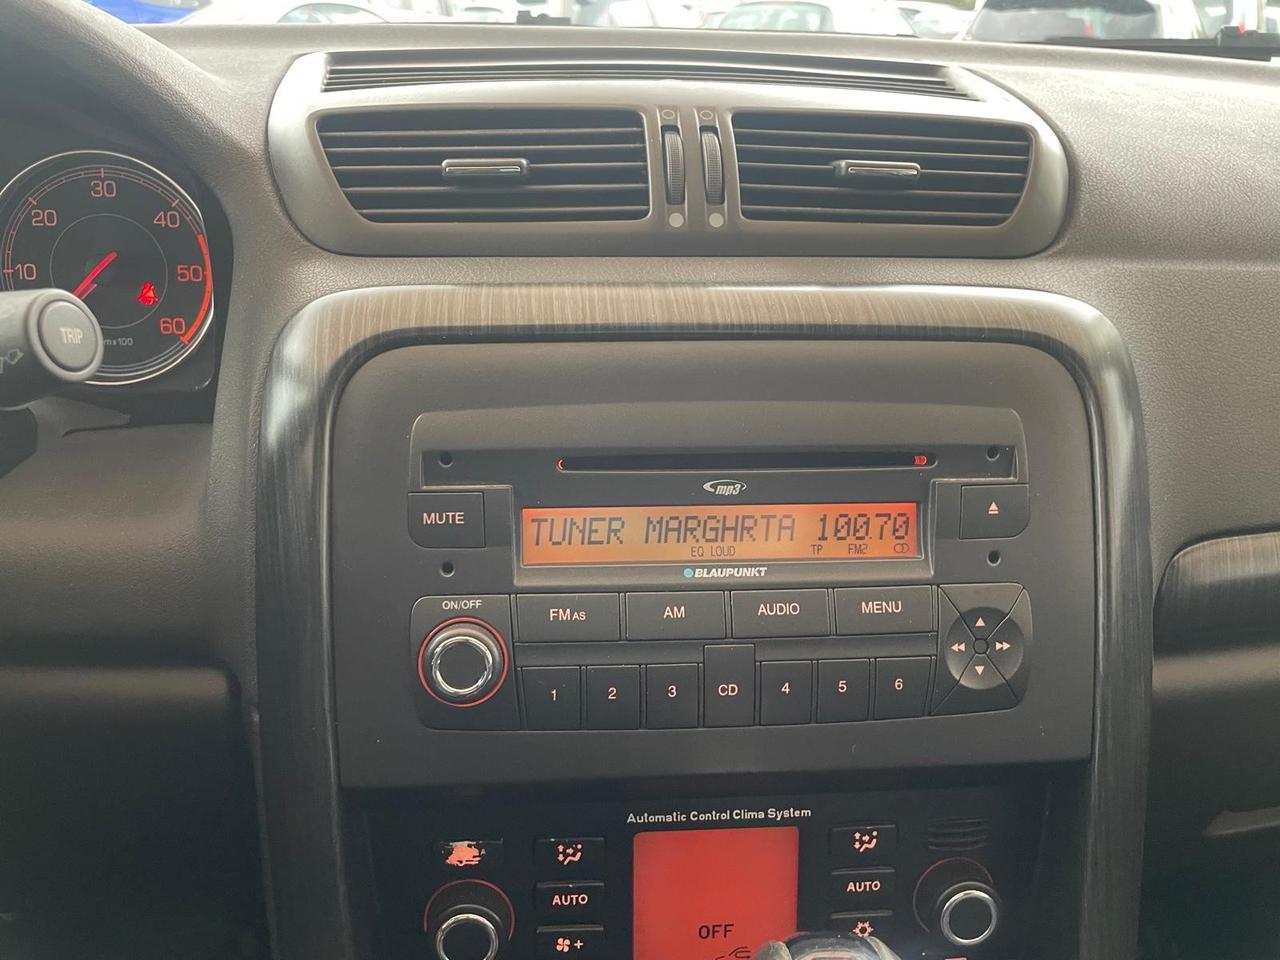 30
20
40
10
50
60
TRIP
m x 100
mp3
MUTE
TUNER MARGHRTA 100.70
EQ LOUD TP FM2
BLAUPUNKT
ON/OFF
FM AS
AM
AUDIO
MENU
1
2
3
CD
4
5
6
Automatic Control Clima System
AUTO
AUTO
OFF
+